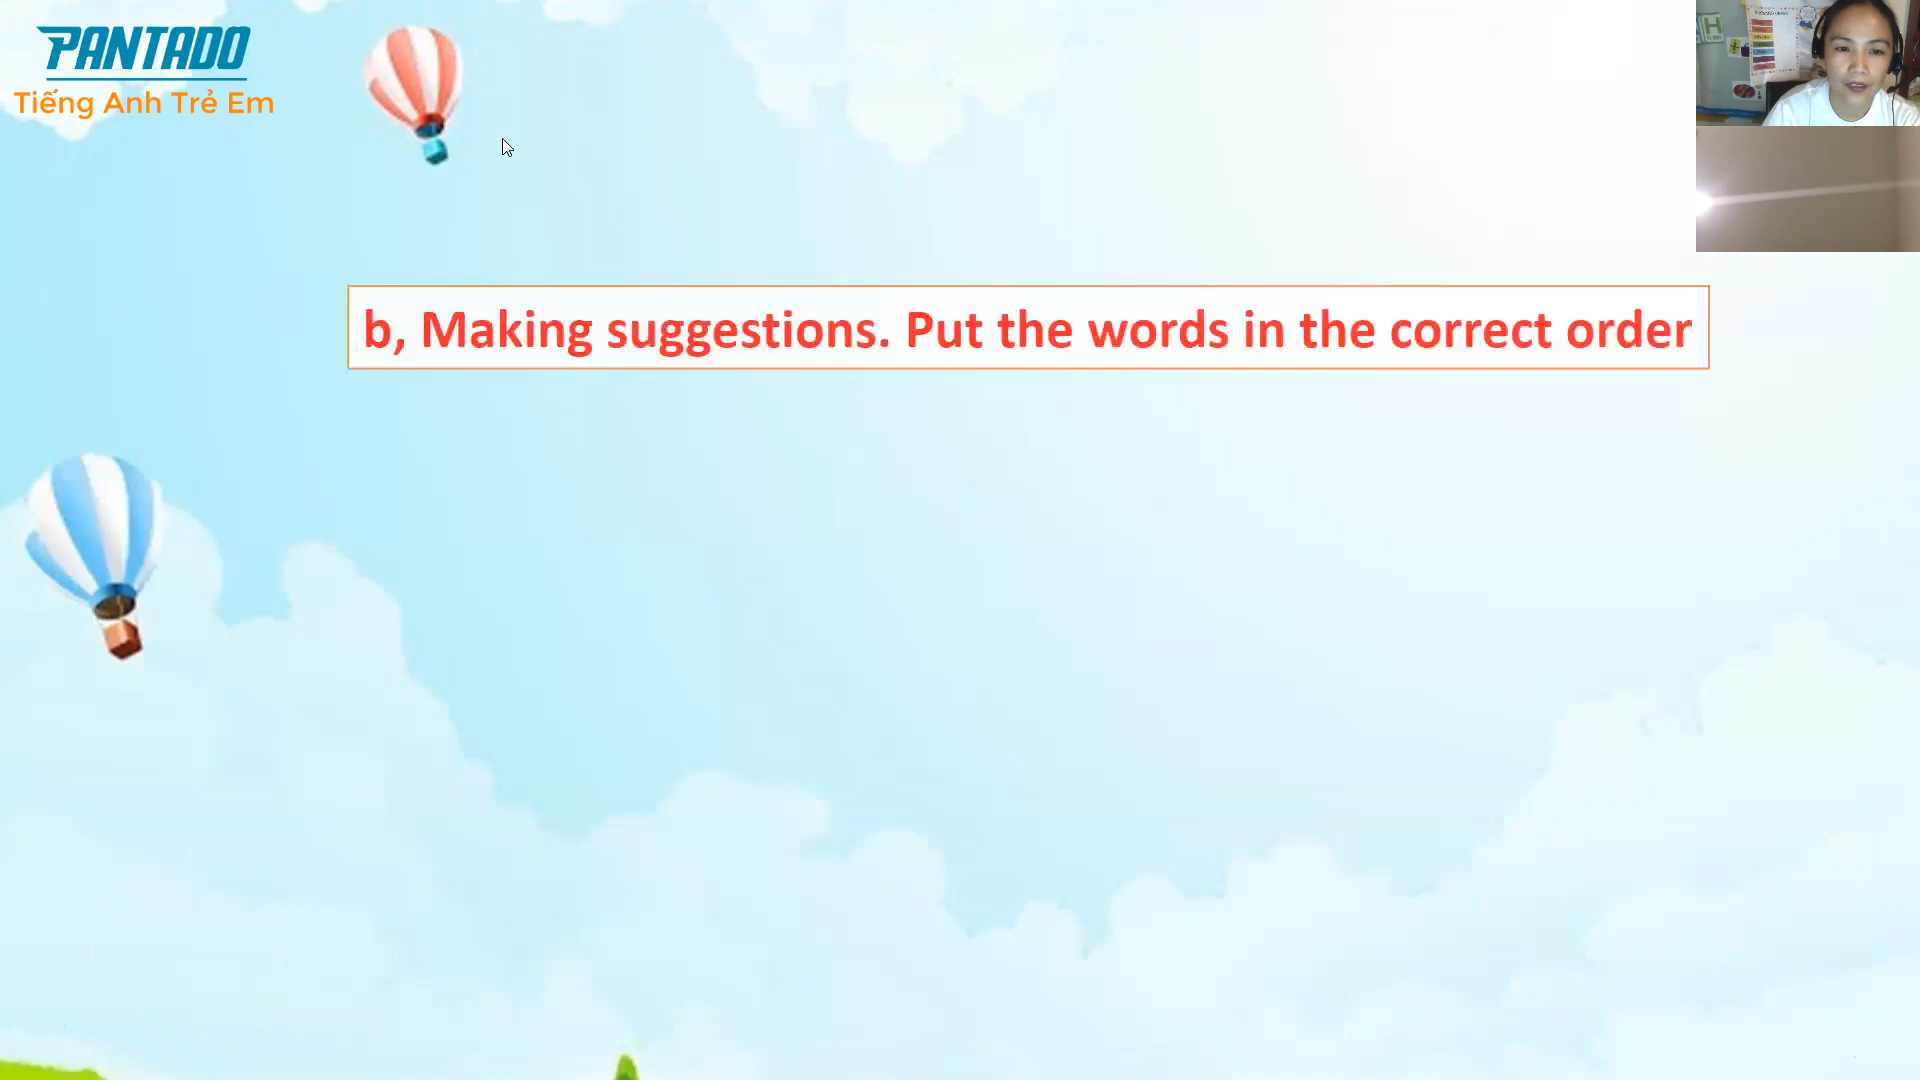 PANTADO
Tiếng Anh Trẻ Em
b, Making suggestions. Put the words in the correct order